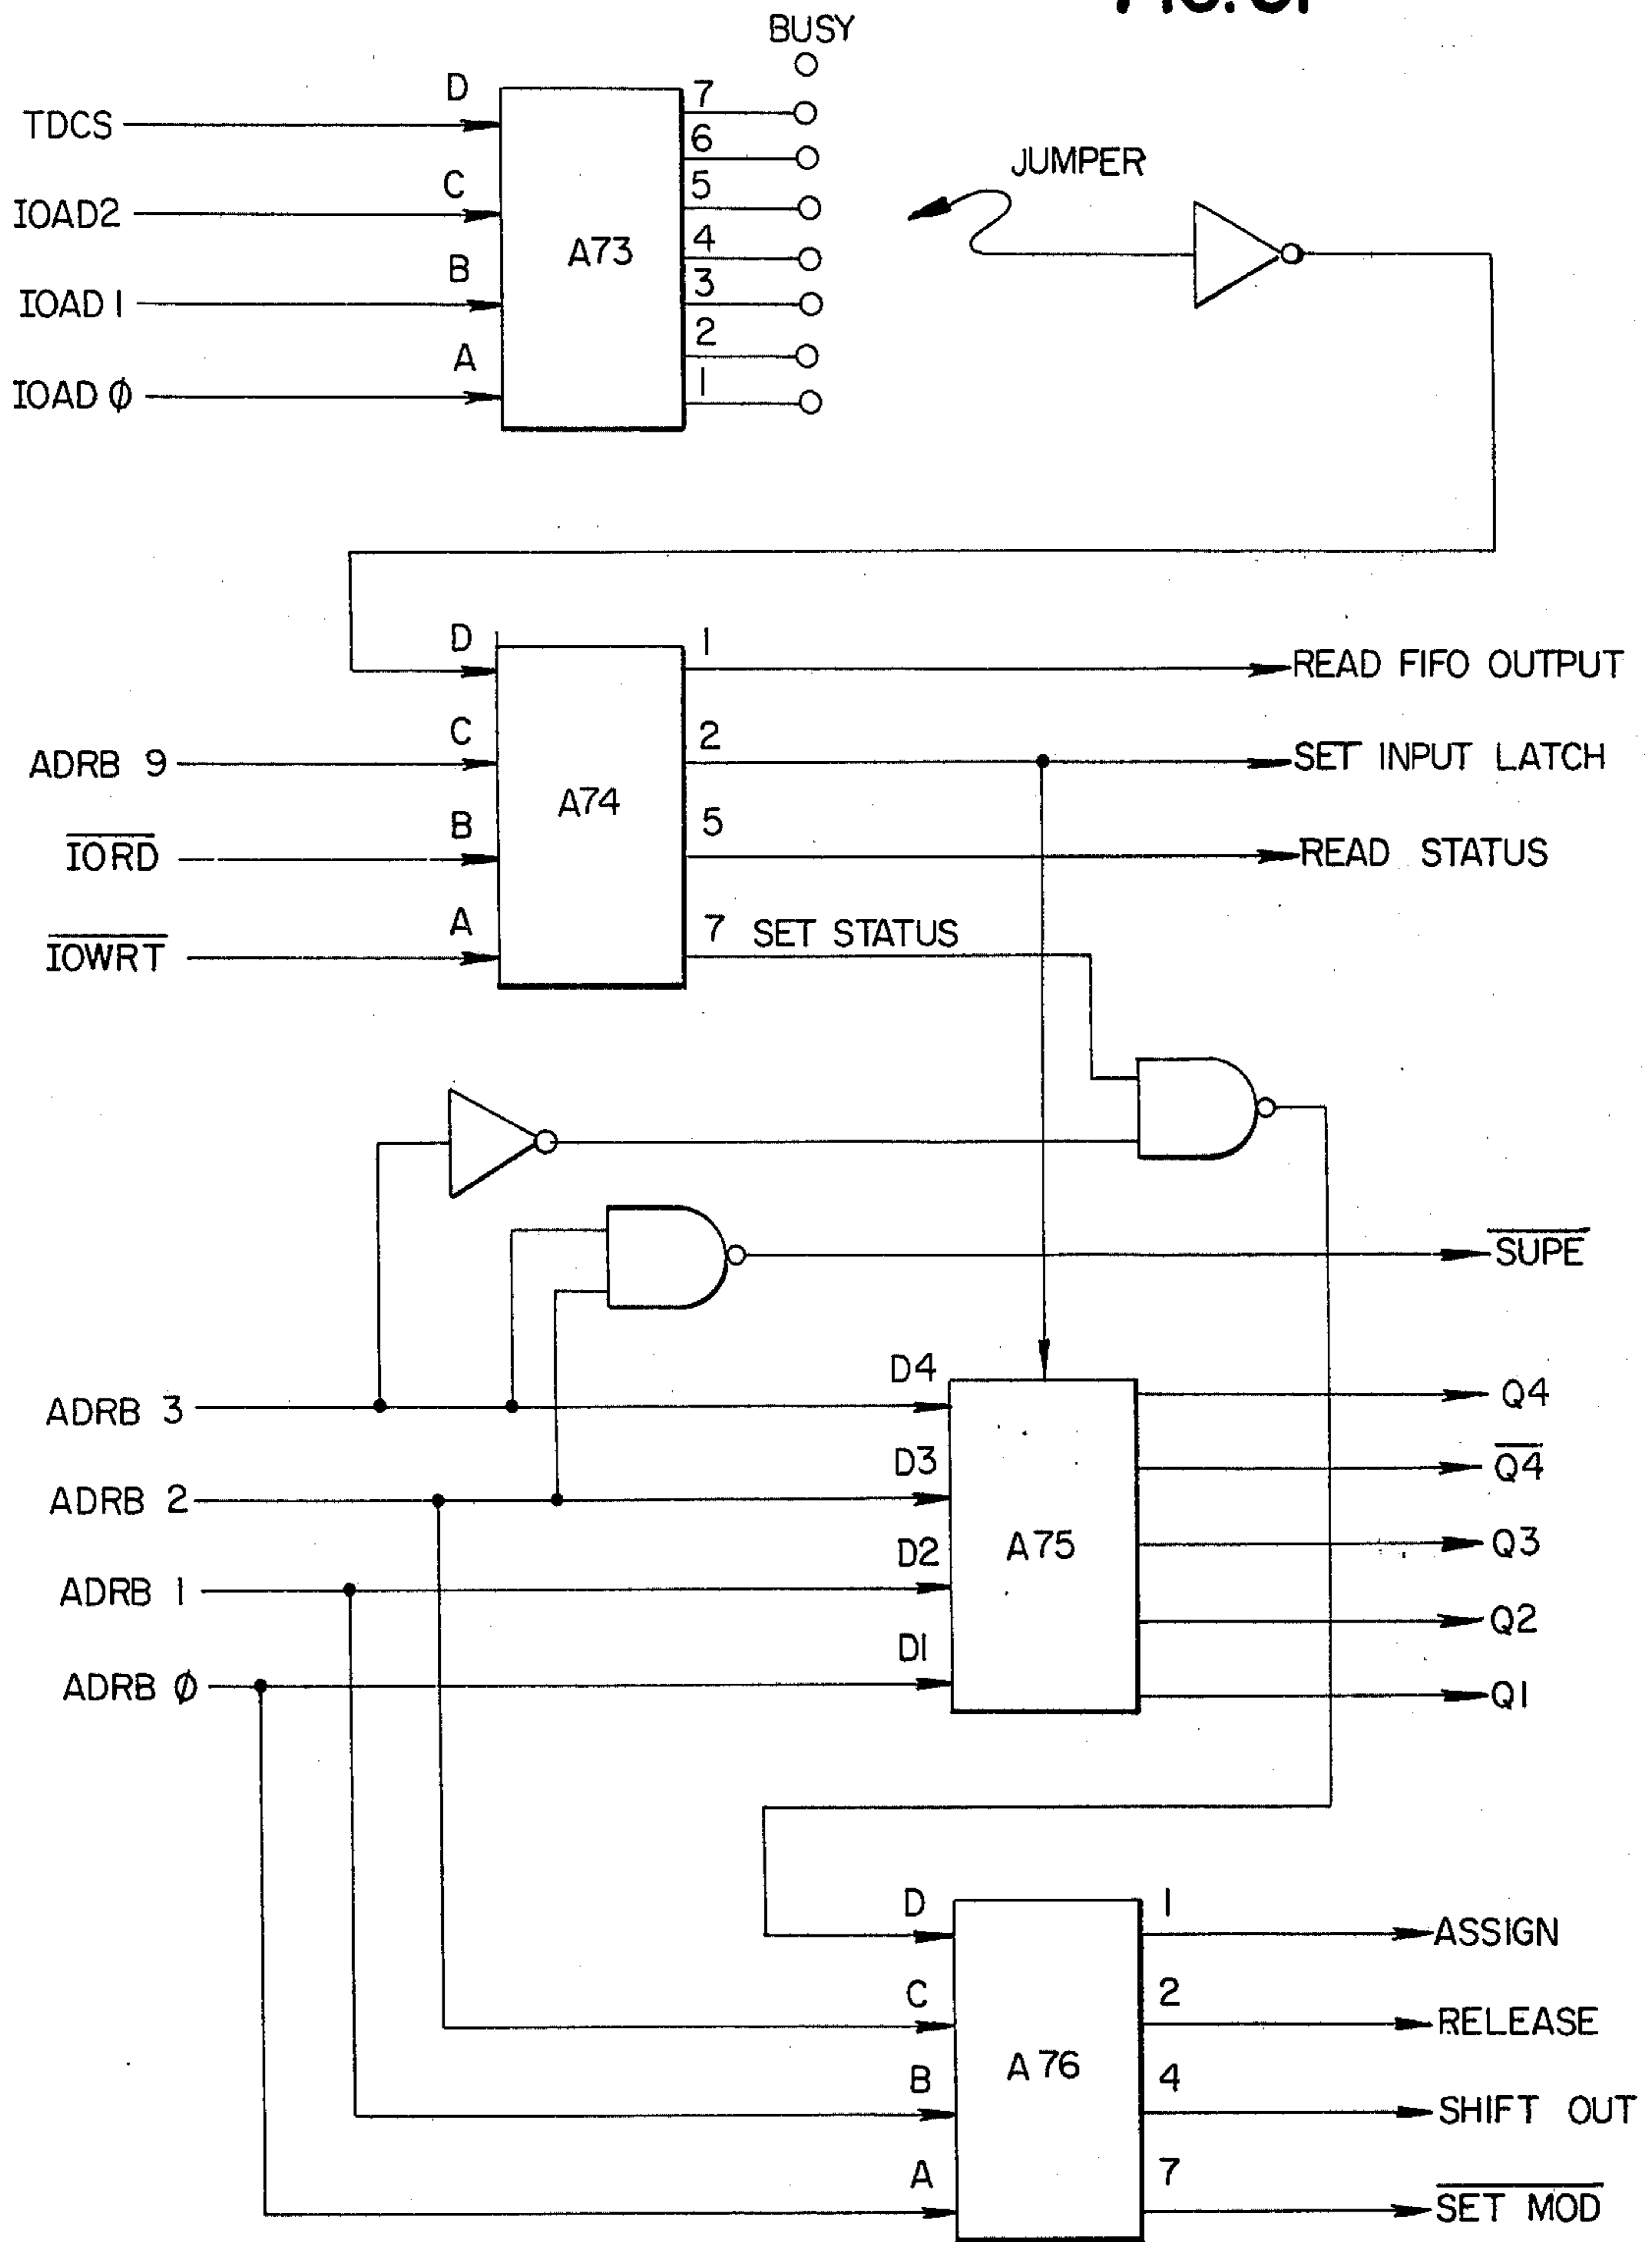 BUSY
D
TDCS
7
6
JUMPER
C
IOAD2
5
A73
4
B
IOAD 1
3
2
A
IOAD ϕ
1
D
1
READ FIFO OUTPUT
C
2
ADRB 9
SET INPUT LATCH
A74
B
5
IORD
READ STATUS
A
7 SET STATUS
IOWRT
SUPE
D4
ADRB 3
Q4
D3
Q4
ADRB 2
A75
Q3
D2
ADRB 1
Q2
D1
ADRB ϕ
Q1
D
1
ASSIGN
C
2
RELEASE
A 76
B
4
SHIFT OUT
A
7
SET MOD